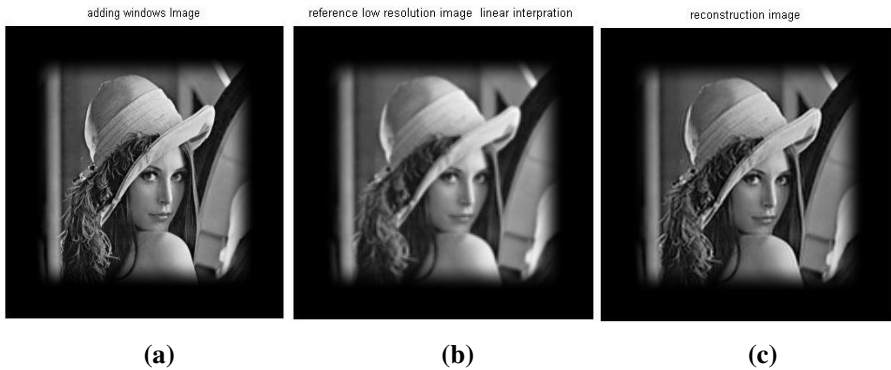 adding windows Image
reference low resolution image linear interpration
reconstruction image
(a)
(b)
(c)